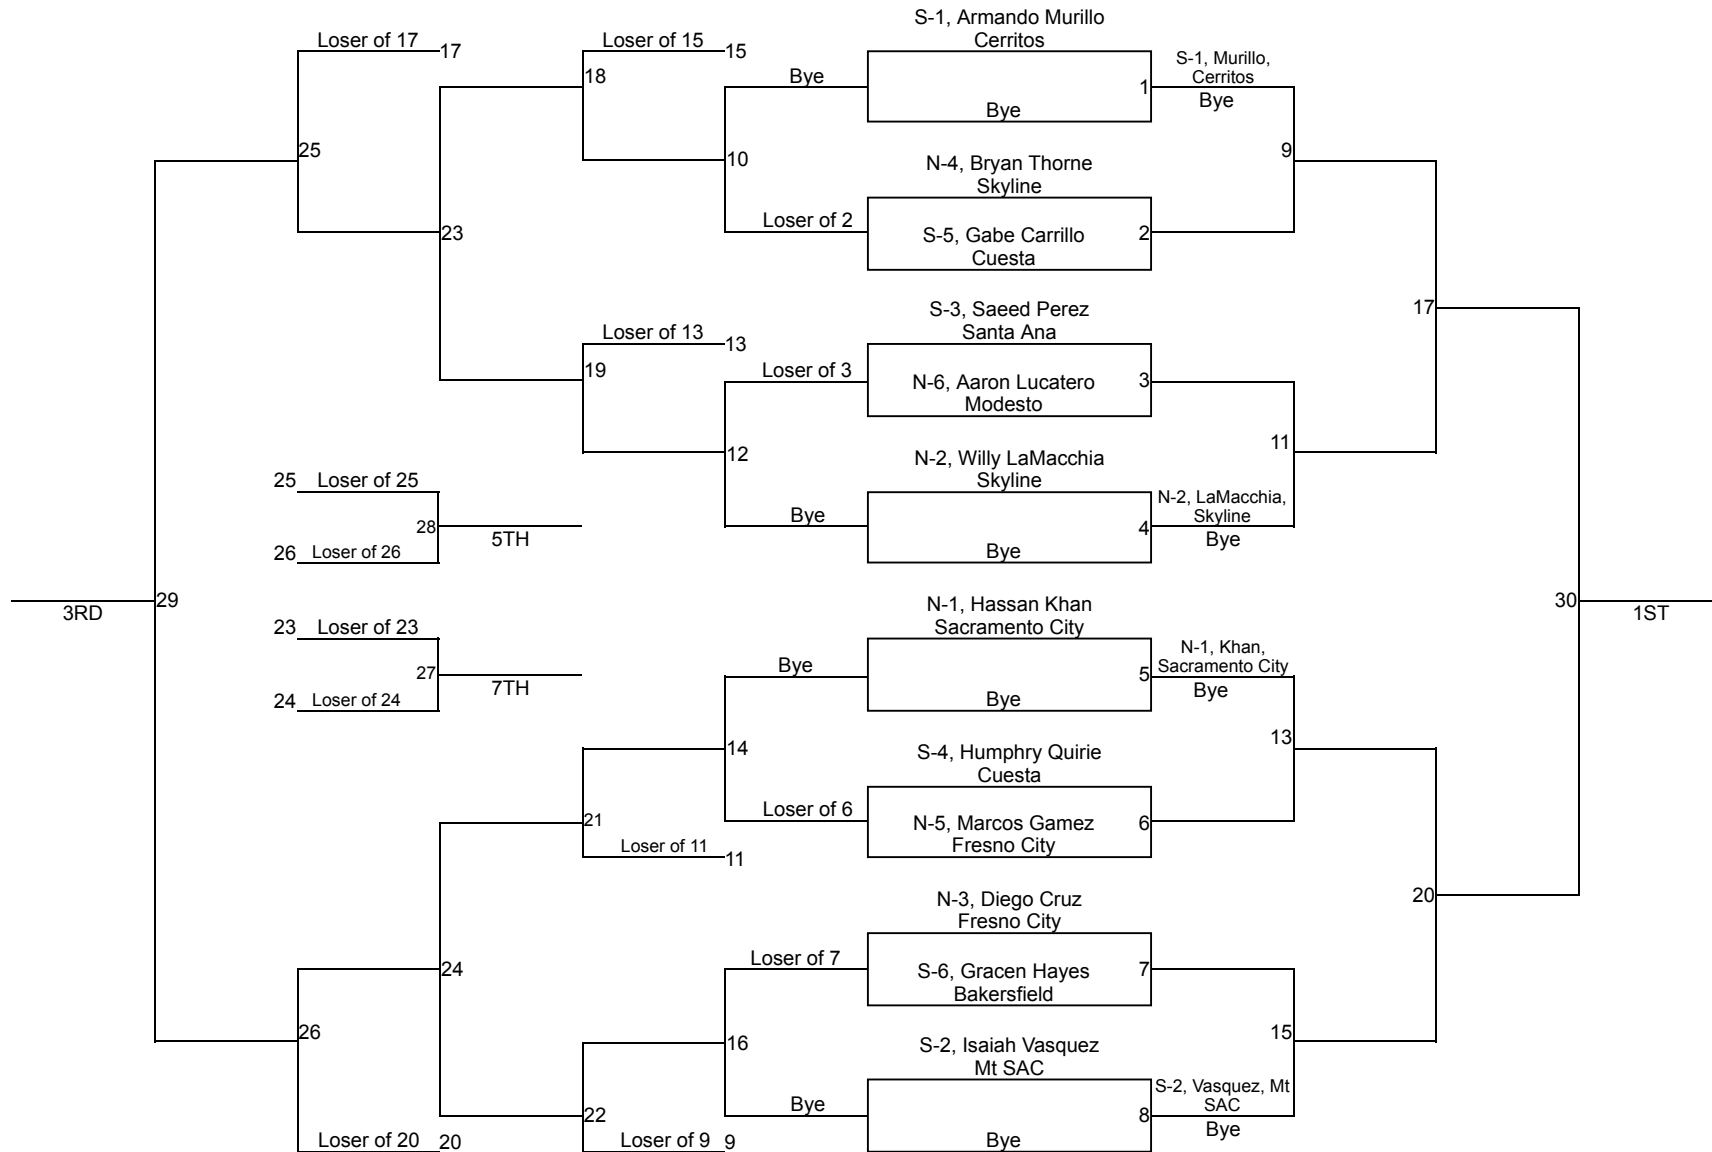 S-1, Armando Murillo
Cerritos
Loser of 17
17
Loser of 15
15
S-1, Murillo,
Cerritos
18
Bye
1
Bye
Bye
25
10
9
N-4, Bryan Thorne
Skyline
Loser of 2
23
S-5, Gabe Carrillo
Cuesta
2
S-3, Saeed Perez
Santa Ana
17
Loser of 13
13
19
Loser of 3
N-6, Aaron Lucatero
Modesto
3
12
11
N-2, Willy LaMacchia
Skyline
25
Loser of 25
N-2, LaMacchia,
Skyline
28
5TH
Bye
4
Bye
26
Loser of 26
Bye
29
3RD
N-1, Hassan Khan
Sacramento City
30
1ST
23
Loser of 23
N-1, Khan,
Sacramento City
27
7TH
Bye
5
Bye
24
Loser of 24
Bye
14
13
S-4, Humphry Quirie
Cuesta
Loser of 6
21
N-5, Marcos Gamez
Fresno City
6
Loser of 11
11
N-3, Diego Cruz
Fresno City
20
Loser of 7
24
S-6, Gracen Hayes
Bakersfield
7
26
16
15
S-2, Isaiah Vasquez
Mt SAC
S-2, Vasquez, Mt
SAC
Bye
22
8
Bye
Loser of 20
20
Loser of 9
9
Bye